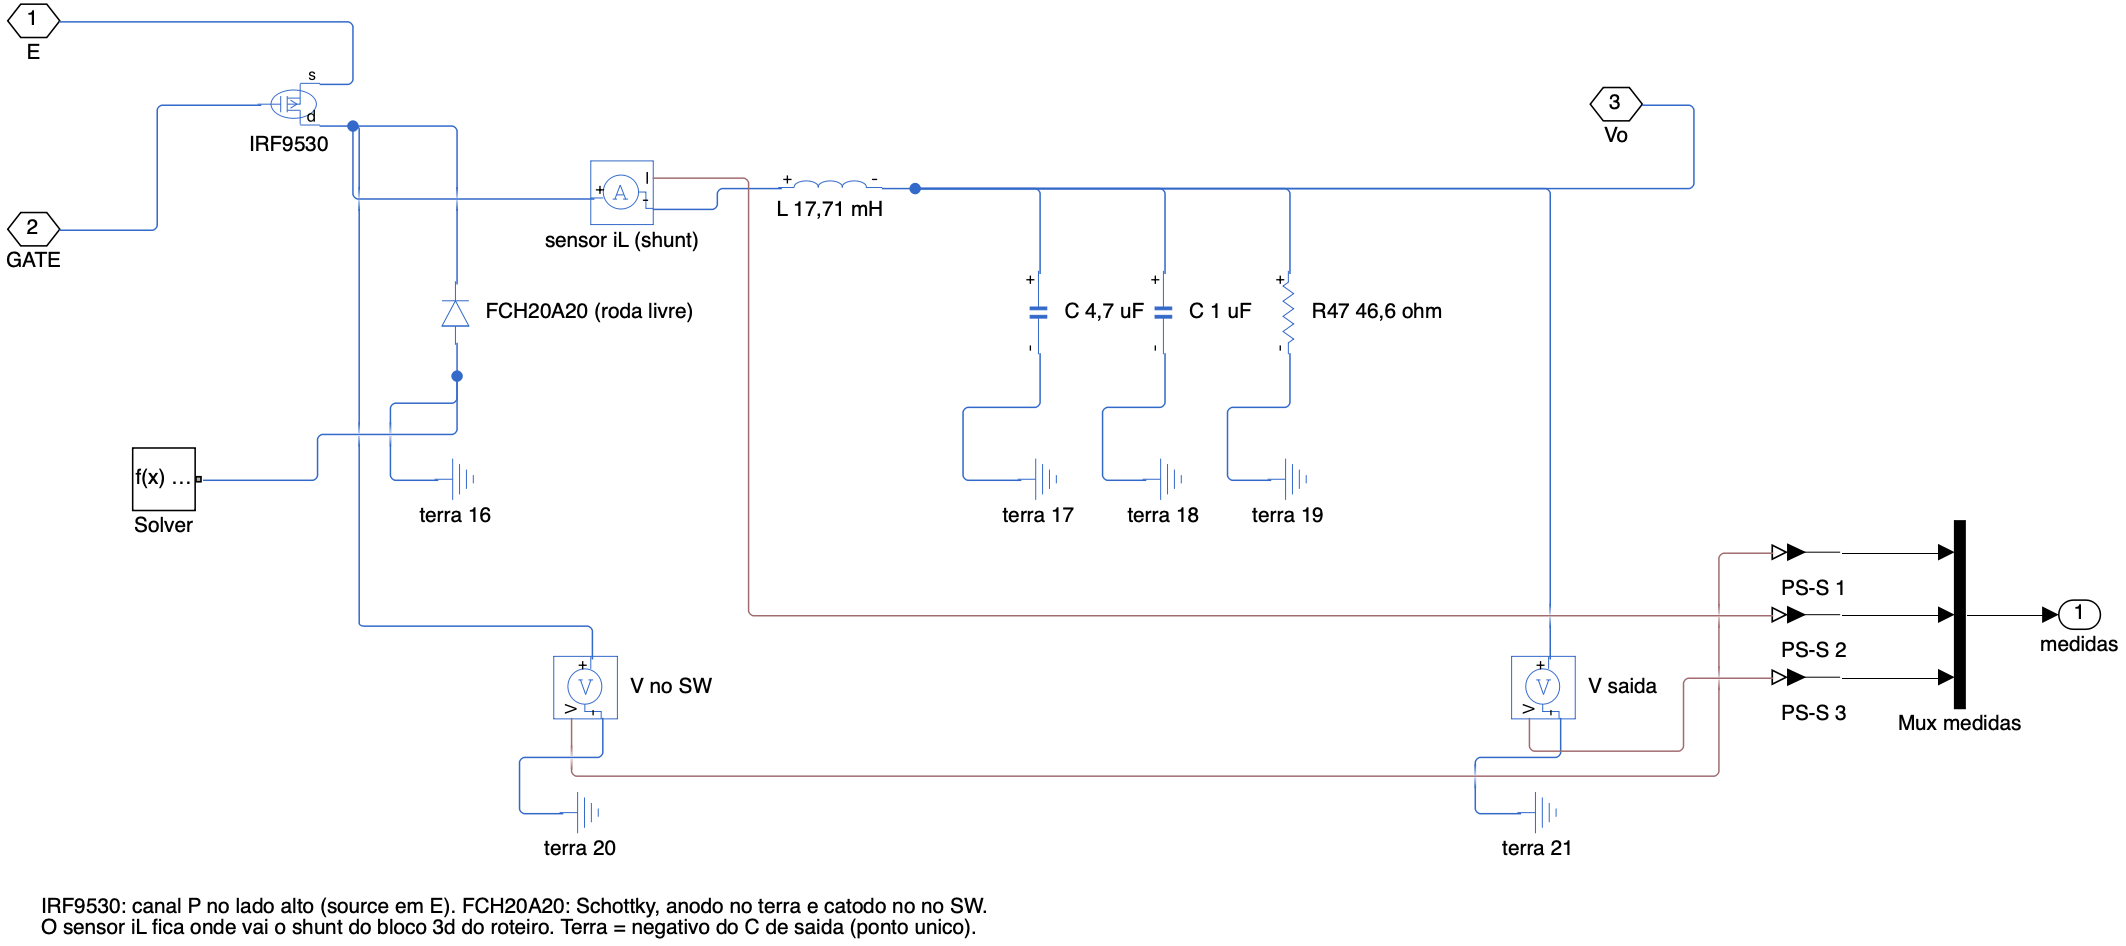 1
E
s
d
IRF9530
2
GATE
3
Vo
+
A
I
-
sensor iL (shunt)
+
-
L 17,71 mH
FCH20A20 (roda livre)
+
-
C 4,7 uF
+
-
C 1 uF
+
-
R47 46,6 ohm
f(x) ...
Solver
terra 16
terra 17
terra 18
terra 19
PS-S 1
PS-S 2
PS-S 3
Mux medidas
1
medidas
+
V
V
-
V no SW
+
V
V
-
V saida
terra 20
terra 21
IRF9530: canal P no lado alto (source em E). FCH20A20: Schottky, anodo no terra e catodo no no SW.
O sensor iL fica onde vai o shunt do bloco 3d do roteiro. Terra = negativo do C de saida (ponto unico).